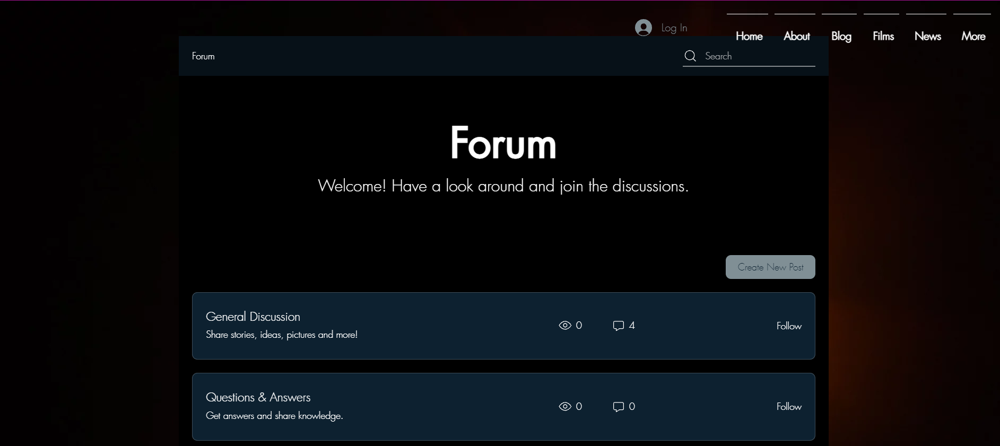 Log In
Home About Blog Films News More
Forum
Search
Forum
Welcome! Have a look around and join the discussions.
Create New Post
General Discussion
Share stories, ideas, pictures and more!
0
4
Follow
Questions & Answers
Get answers and share knowledge.
0
0
Follow